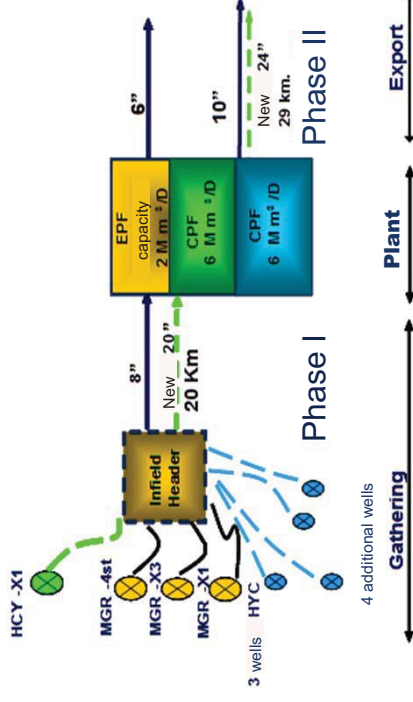 HCY -X1
MGR -4st
MGR -X3
MGR -X1
HYC
3 wells
4 additional wells
Infield
Header
8”
New 20”
20 Km
Phase I
EPF
capacity
2 M m ³ /D
CPF
6 M m³ /D
CPF
6 M m³ /D
6”
10”
New 24”
29 km.
Phase II
Gathering
Plant
Export